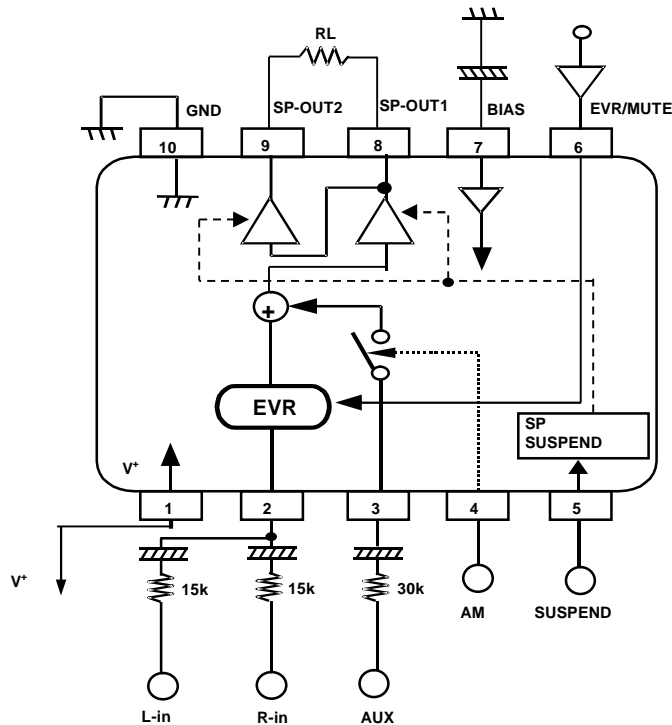 RL
GND
SP-OUT2
SP-OUT1
BIAS
EVR/MUTE
10
9
8
7
6
+
EVR
SP
SUSPEND
V+
1
2
3
4
5
V+
15k
15k
30k
AM
SUSPEND
L-in
R-in
AUX